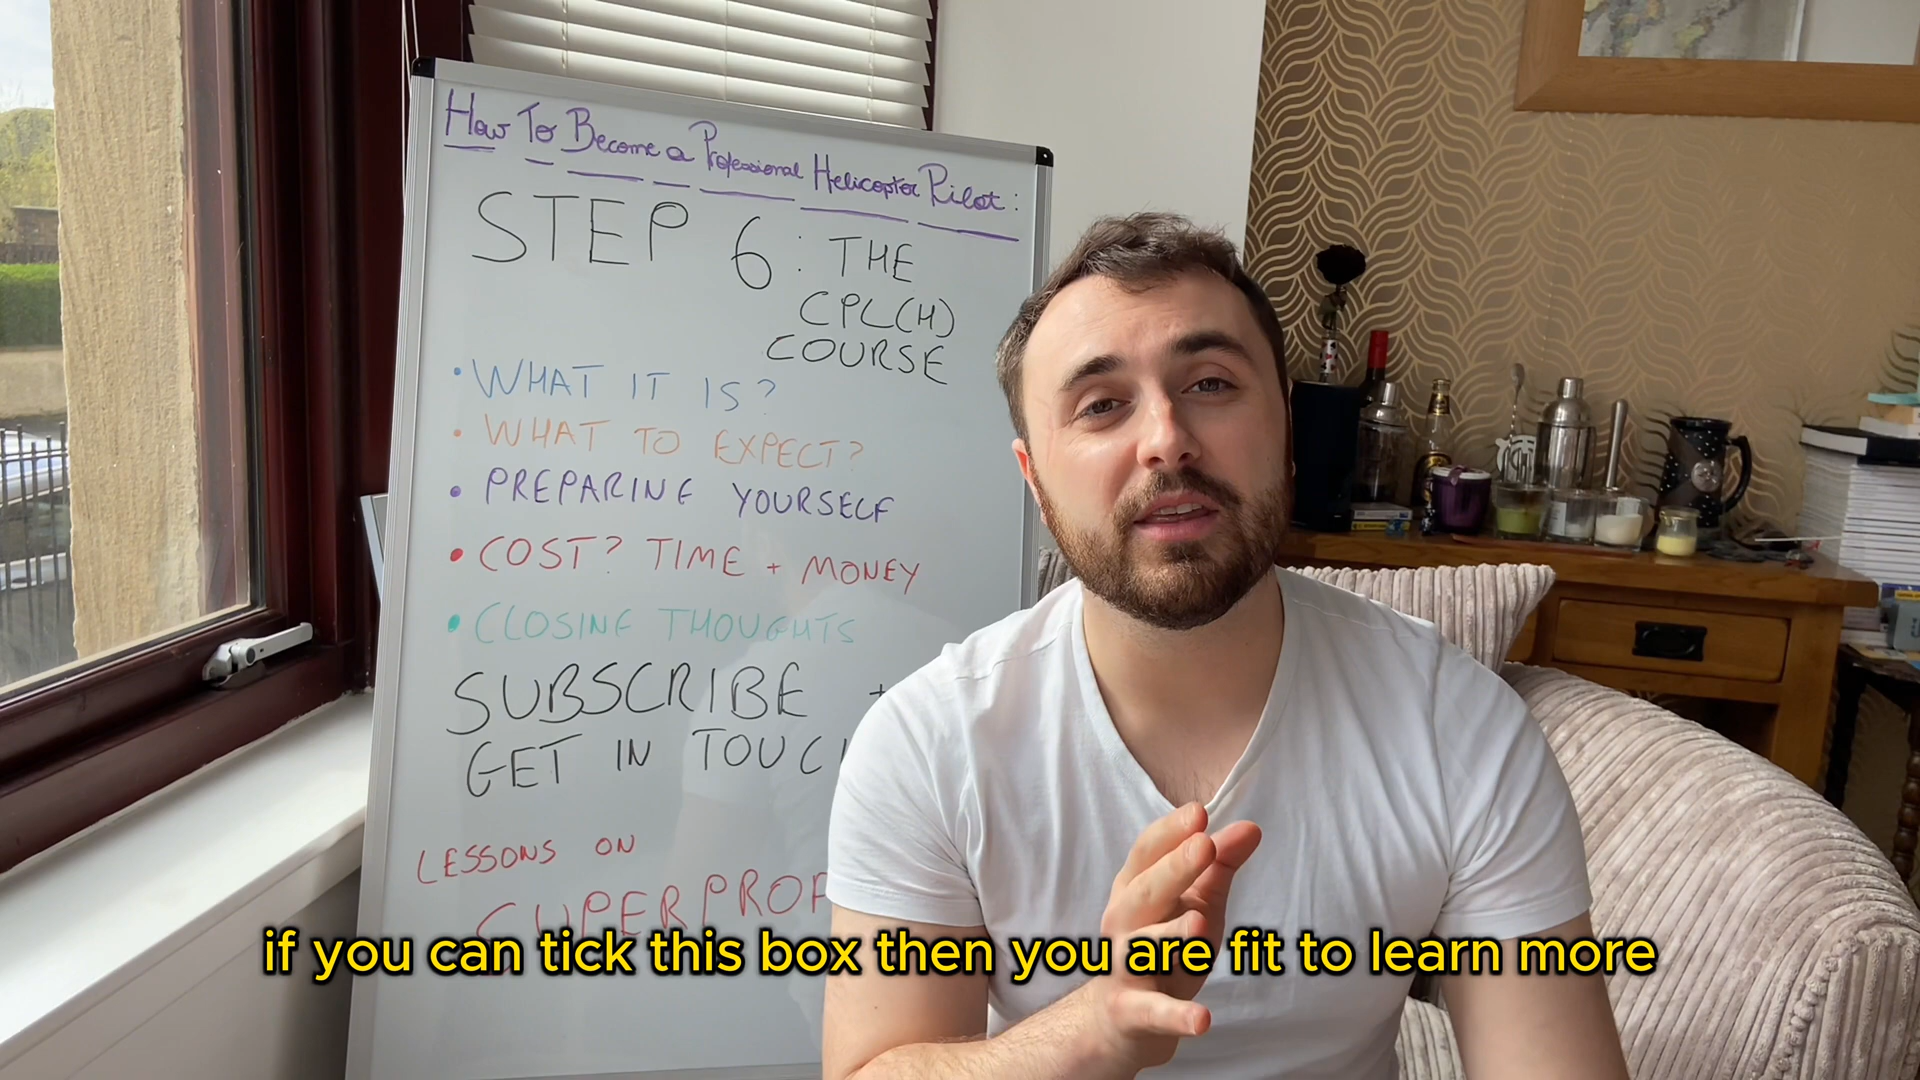 How To Become a Professional Helicopter Pilot:
STEP 6: THE
CPL(H)
COURSE
• WHAT IT IS?
• WHAT TO EXPECT?
• PREPARING YOURSELF
• COST? TIME + MONEY
• CLOSING THOUGHTS
SUBSCRIBE +
GET IN TOUCH
LESSONS ON
SUPERPROF
if you can tick this box then you are fit to learn more